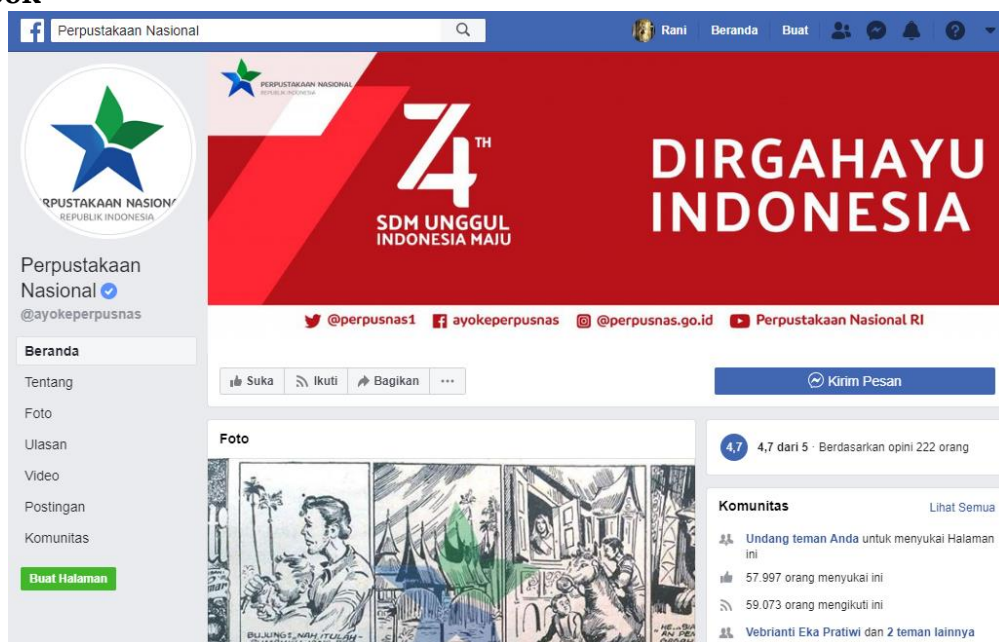 Perpustakaan Nasional
Rani
Beranda
Buat
PERPUSTAKAAN NASIONAL
REPUBLIK INDONESIA
74 TH
SDM UNGGUL
INDONESIA MAJU
DIRGAHAYU
INDONESIA
@perpusnas1 ayokeperpusnas @perpusnas.go.id Perpustakaan Nasional RI
RPUSTAKAAN NASION
REPUBLIK INDONESIA
Perpustakaan
Nasional
@ayokeperpusnas
Beranda
Tentang
Foto
Ulasan
Video
Postingan
Komunitas
Buat Halaman
Suka Ikuti Bagikan ...
Kirim Pesan
Foto
BUJUNG
4,7 4,7 dari 5 · Berdasarkan opini 222 orang
Komunitas Lihat Semua
Undang teman Anda untuk menyukai Halaman
ini
57.997 orang menyukai ini
59.073 orang mengikuti ini
Vebrianti Eka Pratiwi dan 2 teman lainnya